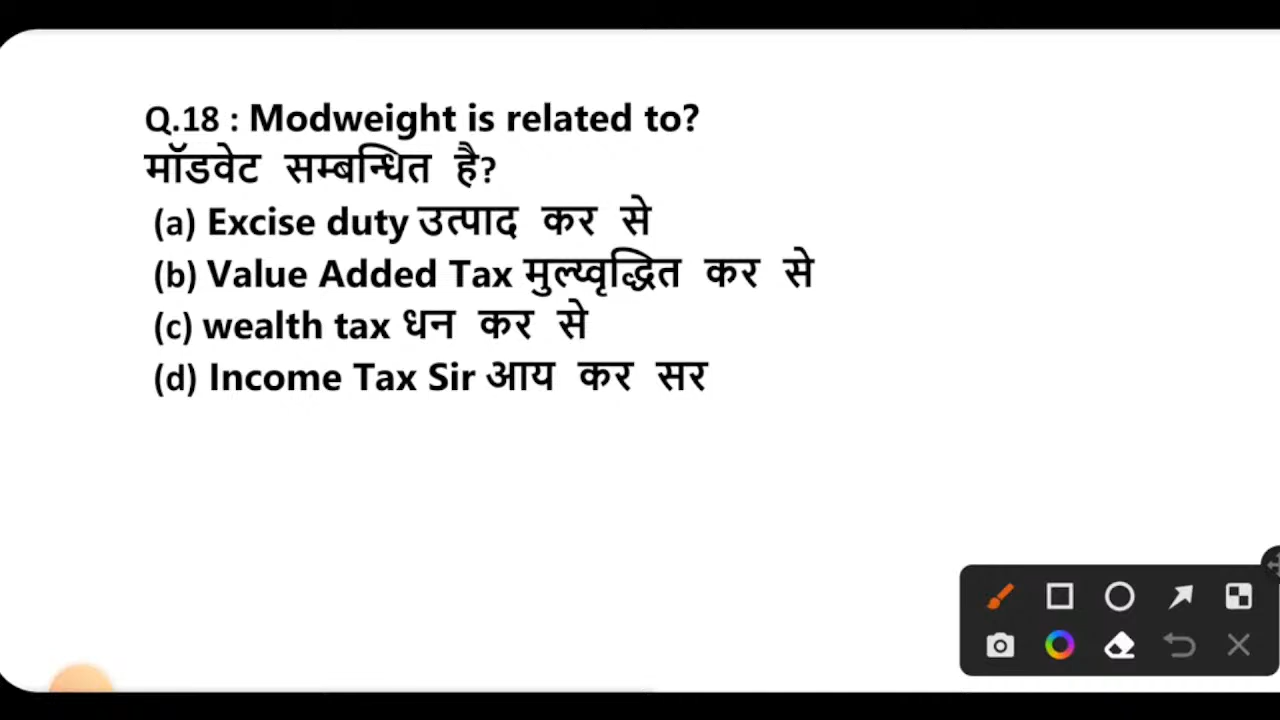 Q.18 : Modweight is related to?
मॉडवेट सम्बन्धित है?
(a) Excise duty उत्पाद कर से
(b) Value Added Tax मुल्य्वृद्धित कर से
(c) wealth tax धन कर से
(d) Income Tax Sir आय कर सर